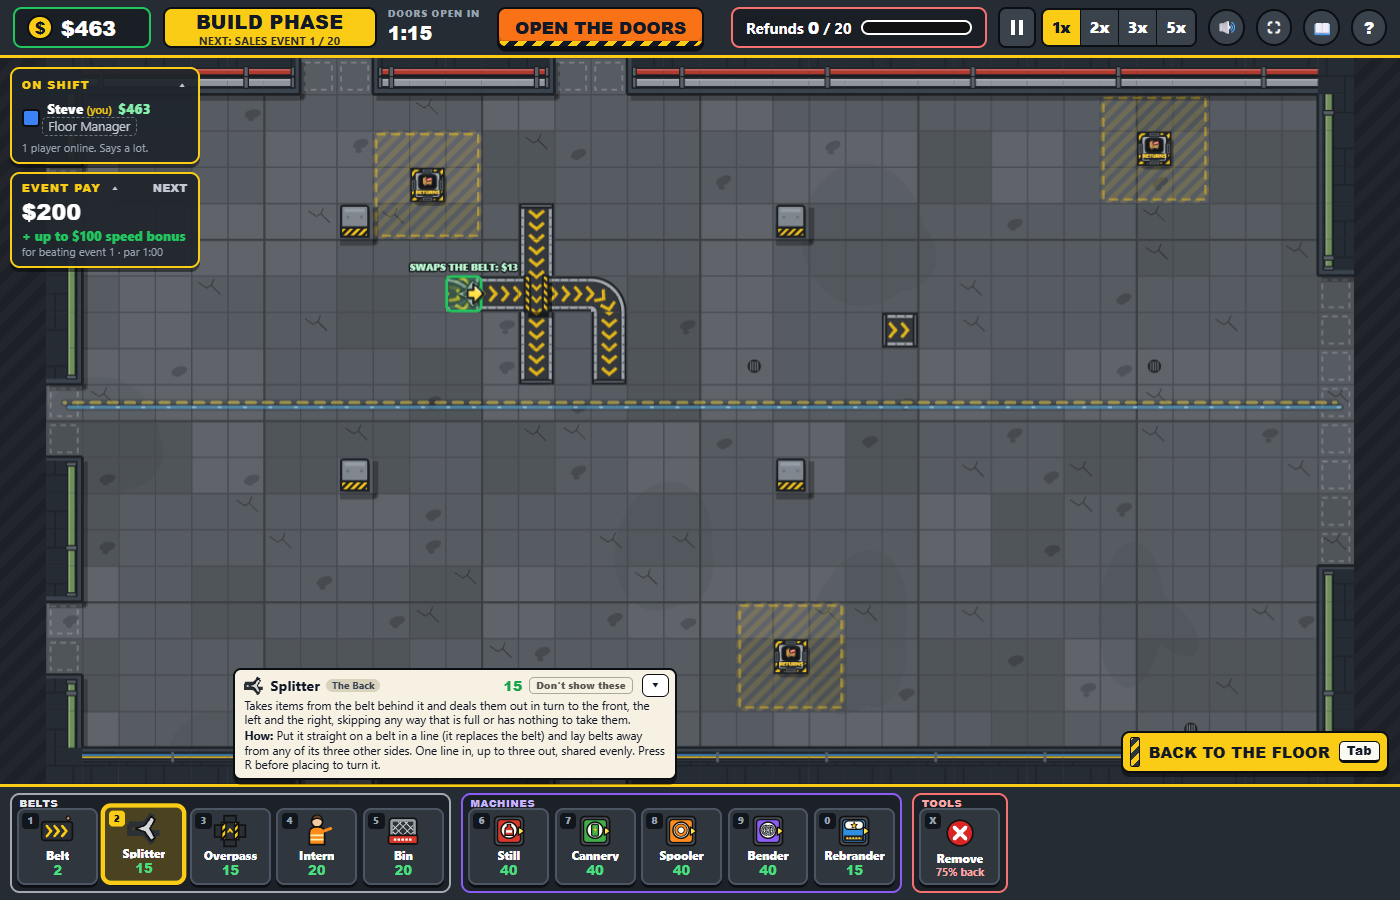 $ $463
BUILD PHASE
NEXT: SALES EVENT 1 / 20
DOORS OPEN IN
1:15
OPEN THE DOORS
Refunds 0 / 20
1x
2x
3x
5x
?
ON SHIFT
Steve (you) $463
Floor Manager
1 player online. Says a lot.
EVENT PAY
NEXT
$200
+ up to $100 speed bonus
for beating event 1 · par 1:00
RETURNS
RETURNS
SWAPS THE BELT: $13
RETURNS
Splitter
The Back
15
Don't show these
Takes items from the belt behind it and deals them out in turn to the front, the
left and the right, skipping any way that is full or has nothing to take them.
How: Put it straight on a belt in a line (it replaces the belt) and lay belts away
from any of its three other sides. One line in, up to three out, shared evenly. Press
R before placing to turn it.
BACK TO THE FLOOR
Tab
BELTS
1
Belt
2
2
Splitter
15
3
Overpass
15
4
Intern
20
5
Bin
20
MACHINES
6
Still
40
7
Cannery
40
8
Spooler
40
9
Bender
40
0
Rebrander
15
TOOLS
X
Remove
75% back